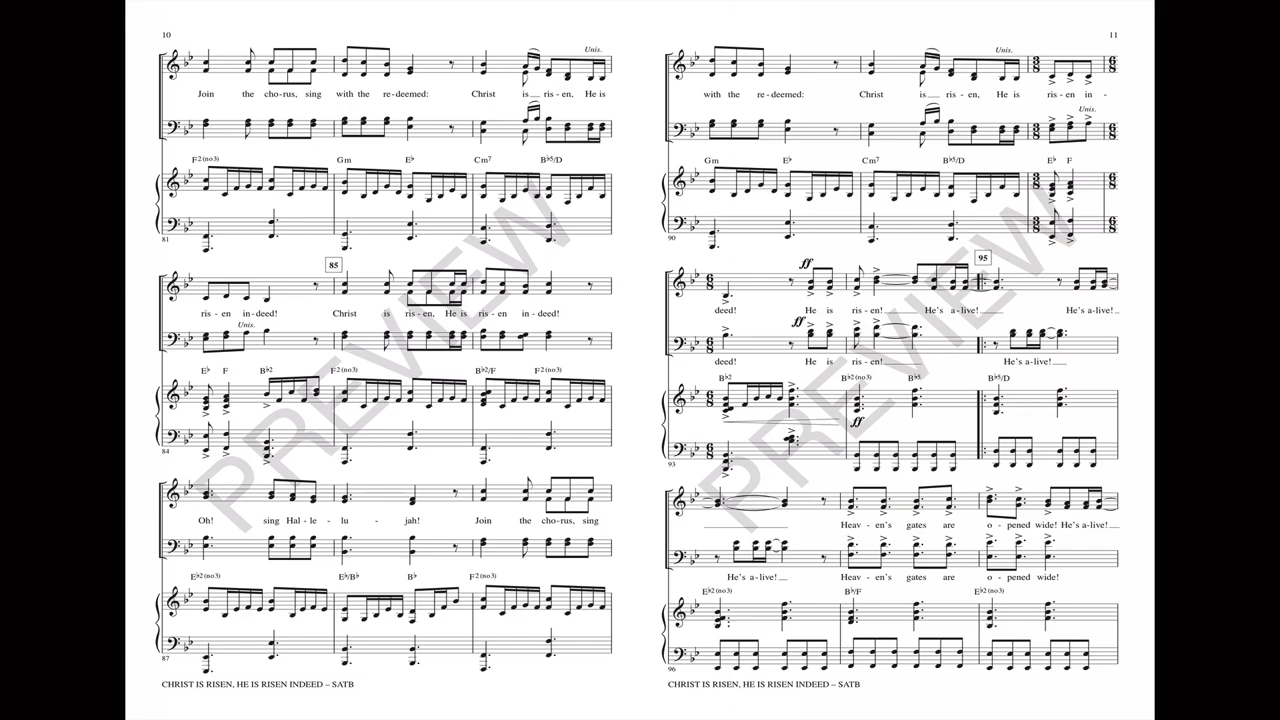 10
Unis.
Join the cho-rus, sing with the re-deemed: Christ is ris-en, He is
F2(no3) Gm E♭ Cm7 B♭5/D
81
85
ris-en in-deed! Christ is ris-en, He is ris-en in-deed!
Unis.
E♭ F B♭2 F2(no3) B♭2/F F2(no3)
84
Oh! sing Hal-le-lu-jah! Join the cho-rus, sing
E♭2(no3) E♭/B♭ B♭ F2(no3)
87
CHRIST IS RISEN, HE IS RISEN INDEED – SATB
PREVIEW
11
Unis.
with the re-deemed: Christ is ris-en, He is ris-en in-
Unis.
Gm E♭ Cm7 B♭5/D E♭ F
90
95
ff
deed! He is ris-en! He's a-live! He's a-live!
ff
deed! He is ris-en! He's a-live!
B♭2 B♭2(no3) B♭5 B♭5/D
ff
93
Heav-en's gates are o-pened wide! He's a-live!
He's a-live! Heav-en's gates are o-pened wide!
E♭2(no3) B♭/F E♭2(no3)
96
CHRIST IS RISEN, HE IS RISEN INDEED – SATB
PREVIEW